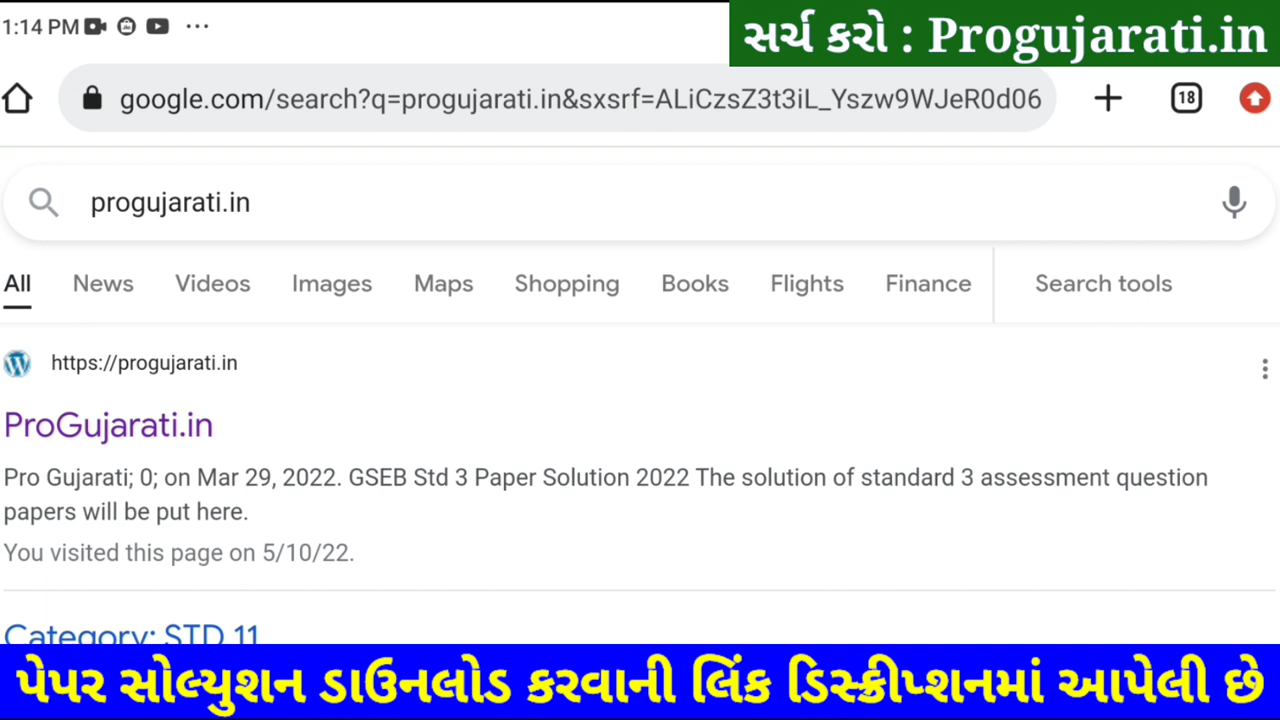 1:14 PM
સર્ચ કરો : Progujarati.in
google.com/search?q=progujarati.in&sxsrf=ALiCzsZ3t3iL_Yszw9WJeR0d06
18
progujarati.in
All News Videos Images Maps Shopping Books Flights Finance Search tools
https://progujarati.in
ProGujarati.in
Pro Gujarati; 0; on Mar 29, 2022. GSEB Std 3 Paper Solution 2022 The solution of standard 3 assessment question
papers will be put here.
You visited this page on 5/10/22.
Category: STD 11
પેપર સોલ્યુશન ડાઉનલોડ કરવાની લિંક ડિસ્ક્રીપ્શનમાં આપેલી છે